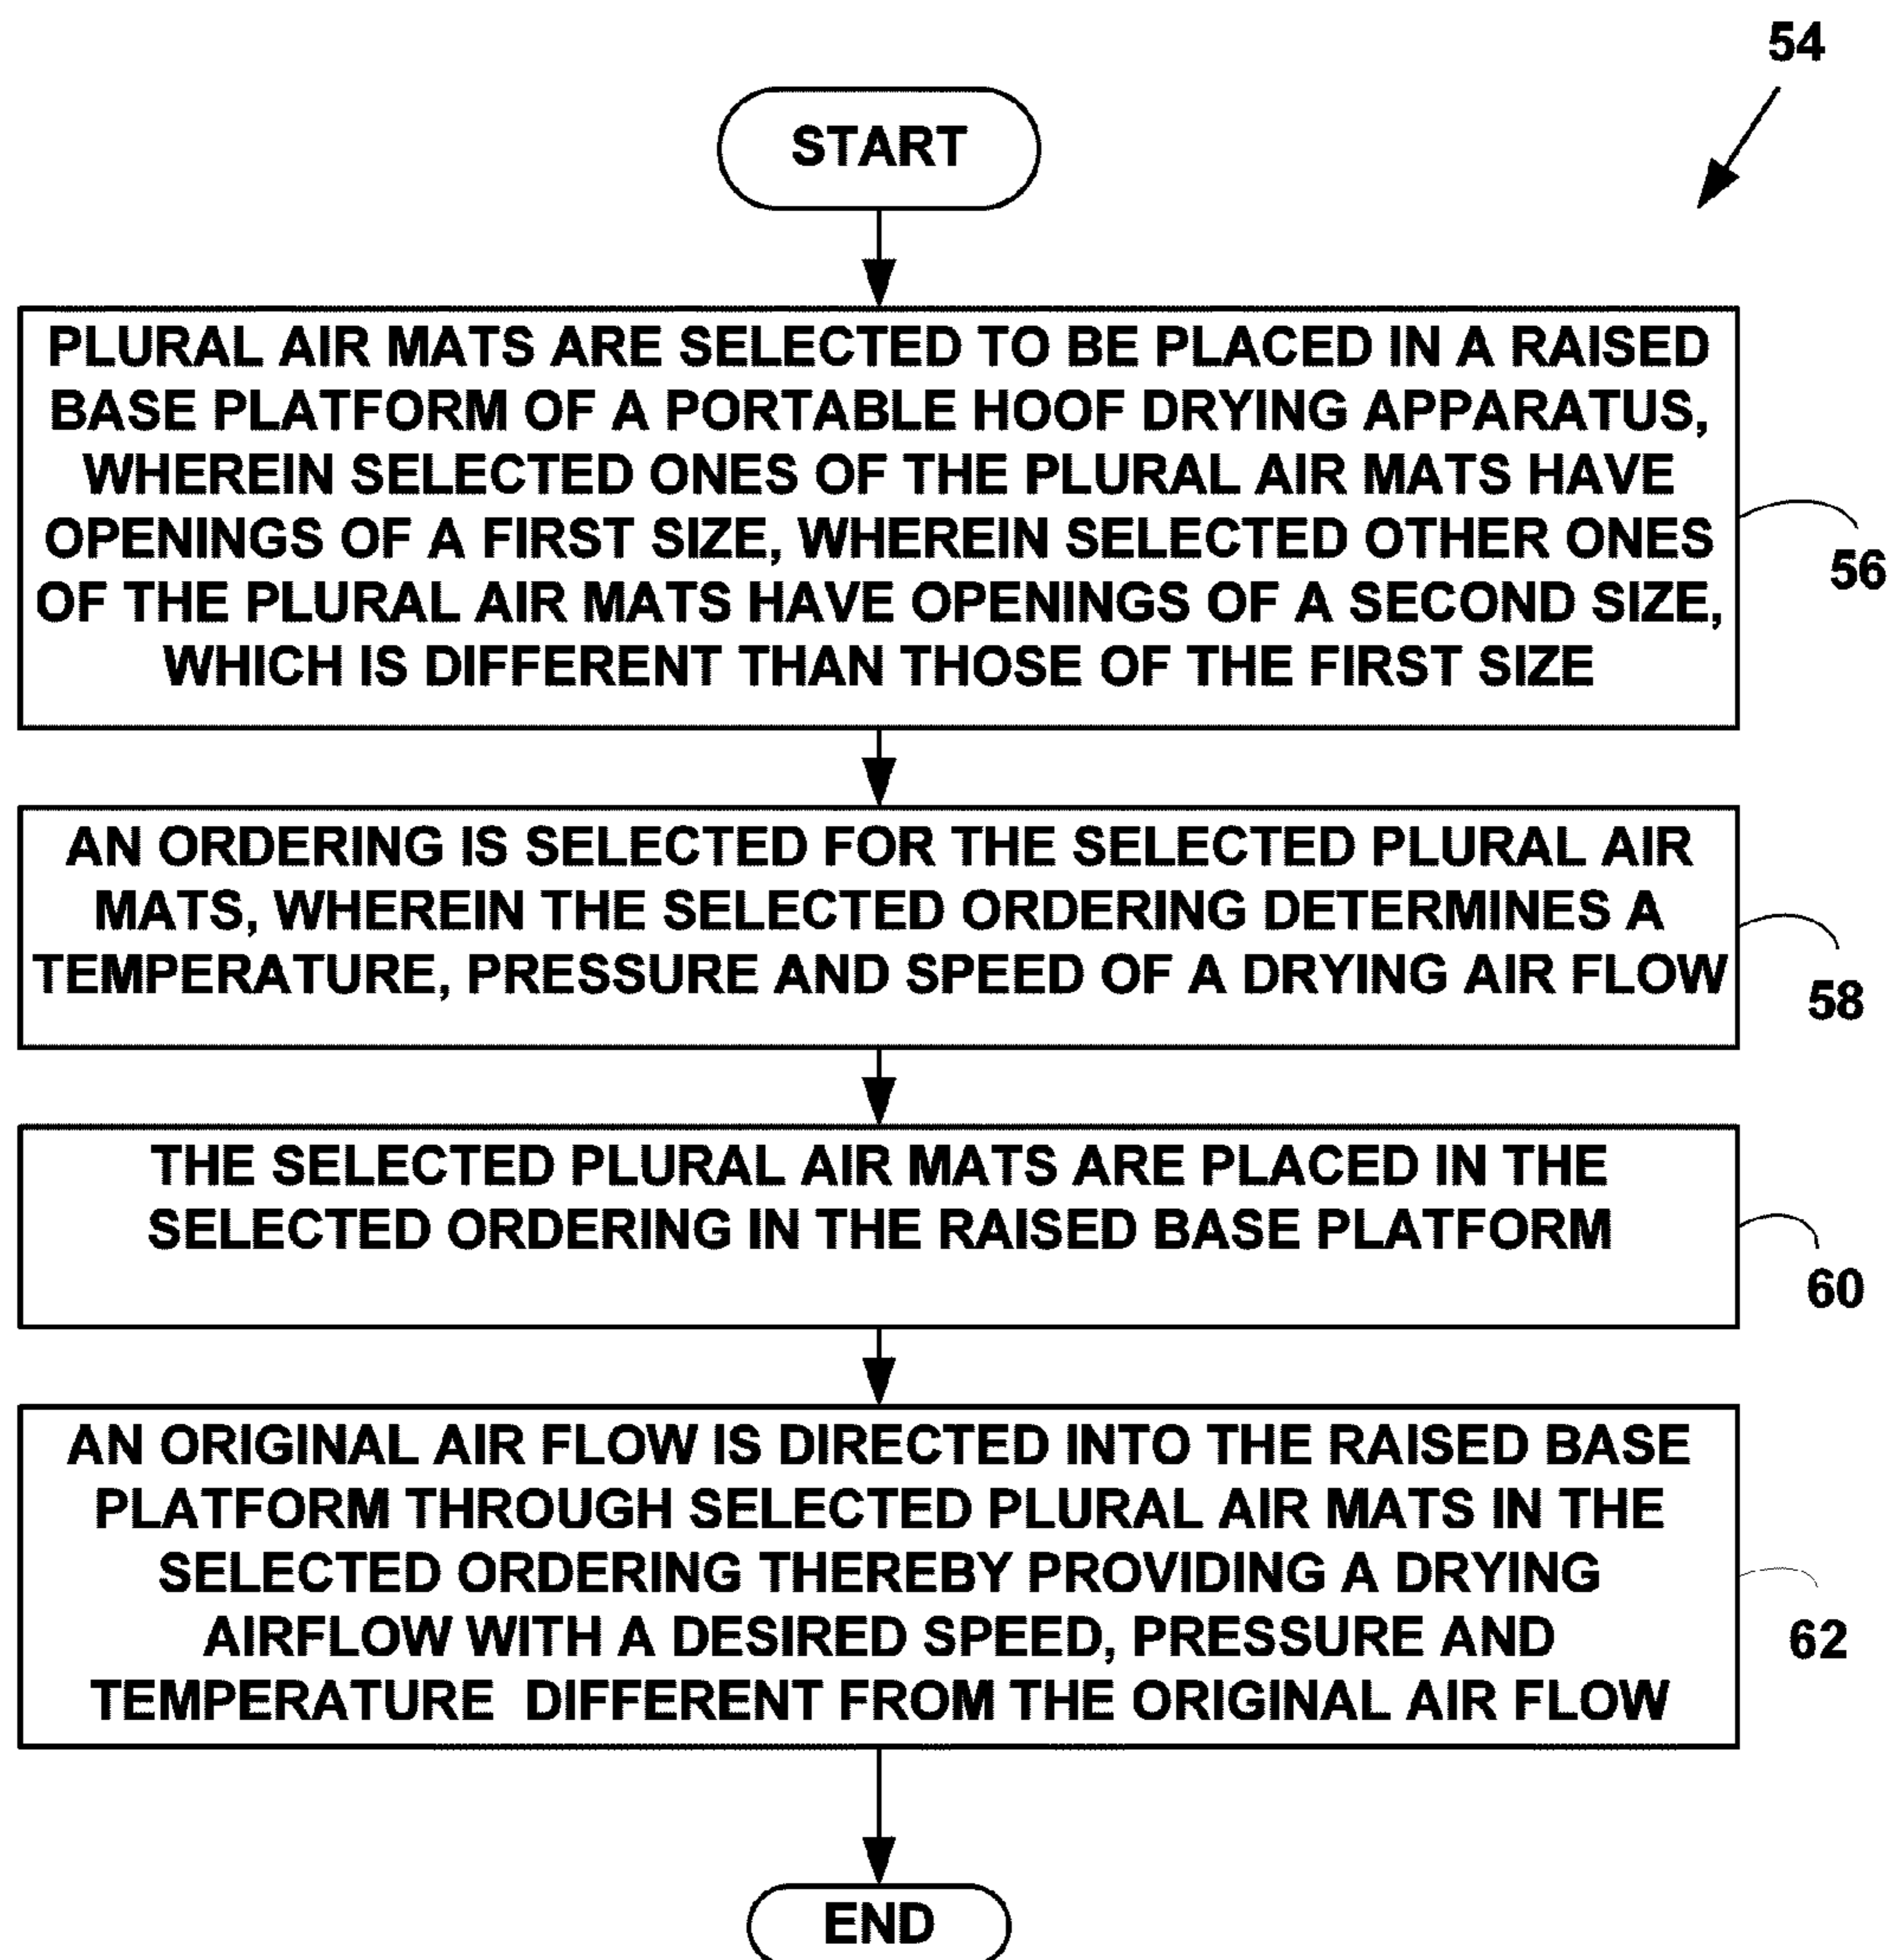 54
START
PLURAL AIR MATS ARE SELECTED TO BE PLACED IN A RAISED
BASE PLATFORM OF A PORTABLE HOOF DRYING APPARATUS,
WHEREIN SELECTED ONES OF THE PLURAL AIR MATS HAVE
OPENINGS OF A FIRST SIZE, WHEREIN SELECTED OTHER ONES
OF THE PLURAL AIR MATS HAVE OPENINGS OF A SECOND SIZE,
WHICH IS DIFFERENT THAN THOSE OF THE FIRST SIZE
56
AN ORDERING IS SELECTED FOR THE SELECTED PLURAL AIR
MATS, WHEREIN THE SELECTED ORDERING DETERMINES A
TEMPERATURE, PRESSURE AND SPEED OF A DRYING AIR FLOW
58
THE SELECTED PLURAL AIR MATS ARE PLACED IN THE
SELECTED ORDERING IN THE RAISED BASE PLATFORM
60
AN ORIGINAL AIR FLOW IS DIRECTED INTO THE RAISED BASE
PLATFORM THROUGH SELECTED PLURAL AIR MATS IN THE
SELECTED ORDERING THEREBY PROVIDING A DRYING
AIRFLOW WITH A DESIRED SPEED, PRESSURE AND
TEMPERATURE DIFFERENT FROM THE ORIGINAL AIR FLOW
62
END